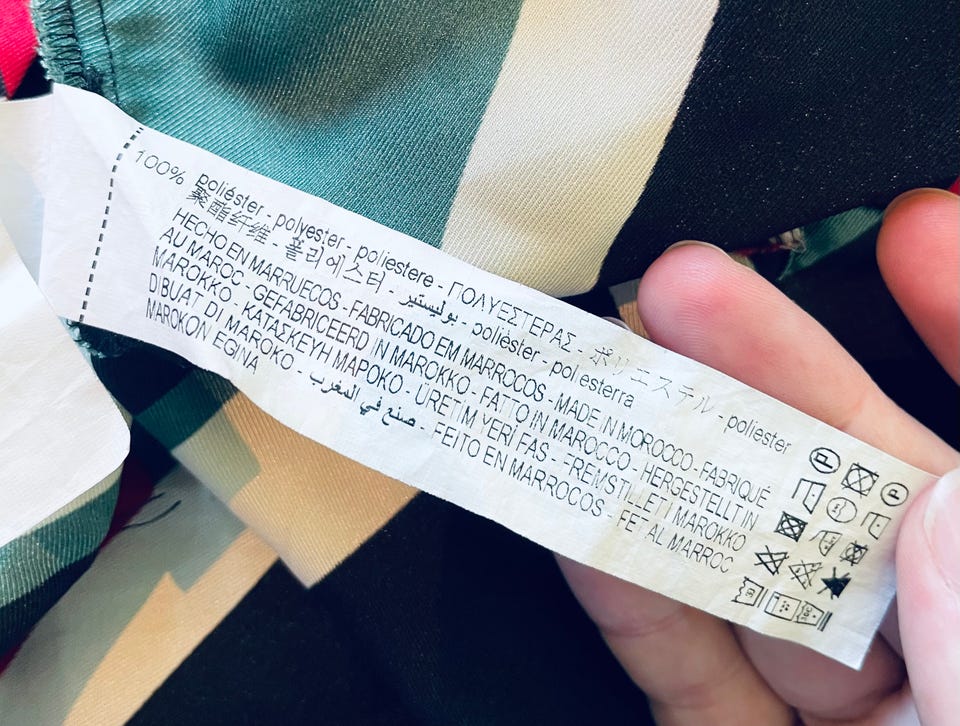 100% poliéster - polyester - poliestere - ΠΟΛΥΕΣΤΕΡΑΣ - ポリエステル - poliester
聚酯纤维 - 폴리에스터 - بوليستير - polièster - poliesterra
HECHO EN MARRUECOS - FABRICADO EM MARROCOS - MADE IN MOROCCO - FABRIQUÉ
AU MAROC - GEFABRICEERD IN MAROKKO - FATTO IN MAROCCO - HERGESTELLT IN
MAROKKO - ΚΑΤΑΣΚΕΥΗ ΜΑΡΟΚΟ - ÜRETİM YERİ FAS - FREMSTILLET I MAROKKO
DIBUAT DI MAROKO - صنع في المغرب - FEITO EN MARROCOS - FET AL MARROC
MAROKON EGINA